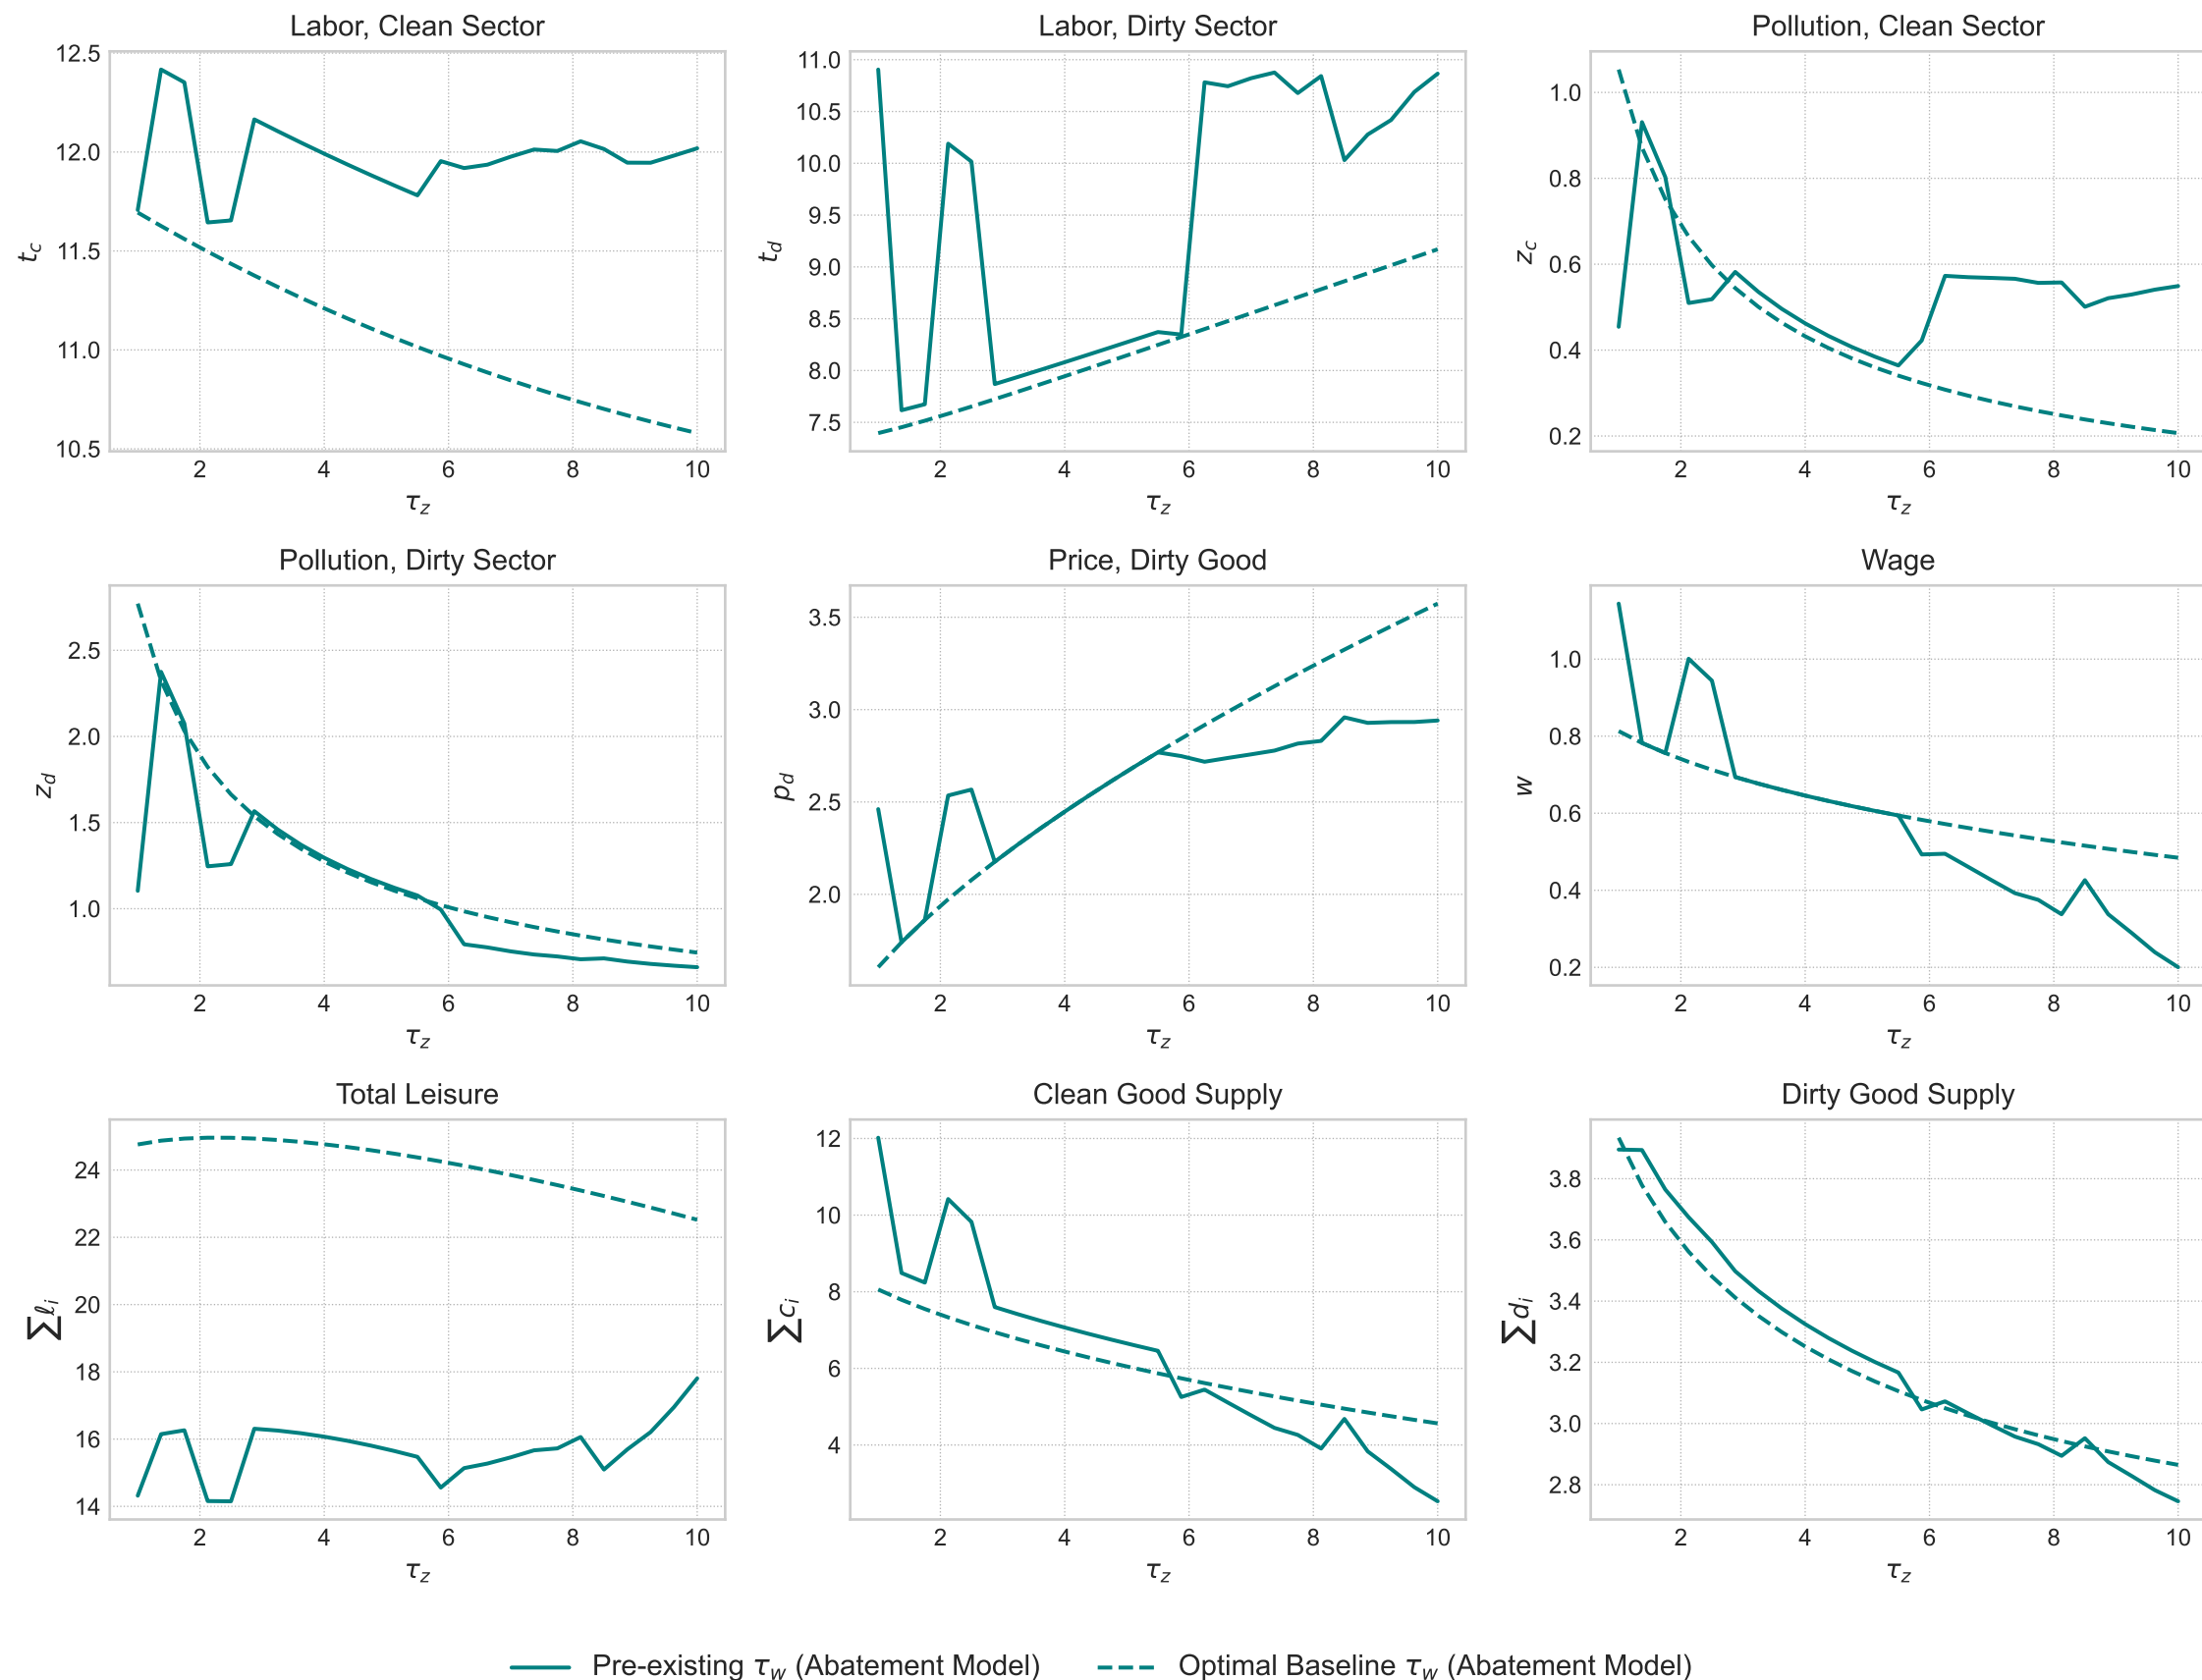 Labor, Clean Sector
Labor, Dirty Sector
Pollution, Clean Sector
12.5
12.0
11.5
11.0
10.5
t_c
2 4 6 8 10
τ_z
11.0
10.5
10.0
9.5
9.0
8.5
8.0
7.5
t_d
2 4 6 8 10
τ_z
1.0
0.8
0.6
0.4
0.2
z_c
2 4 6 8 10
τ_z
Pollution, Dirty Sector
Price, Dirty Good
Wage
2.5
2.0
1.5
1.0
z_d
2 4 6 8 10
τ_z
3.5
3.0
2.5
2.0
p_d
2 4 6 8 10
τ_z
1.0
0.8
0.6
0.4
0.2
w
2 4 6 8 10
τ_z
Total Leisure
Clean Good Supply
Dirty Good Supply
24
22
20
18
16
14
∑ℓ_i
2 4 6 8 10
τ_z
12
10
8
6
4
∑c_i
2 4 6 8 10
τ_z
3.8
3.6
3.4
3.2
3.0
2.8
∑d_i
2 4 6 8 10
τ_z
Pre-existing τ_w (Abatement Model)
Optimal Baseline τ_w (Abatement Model)